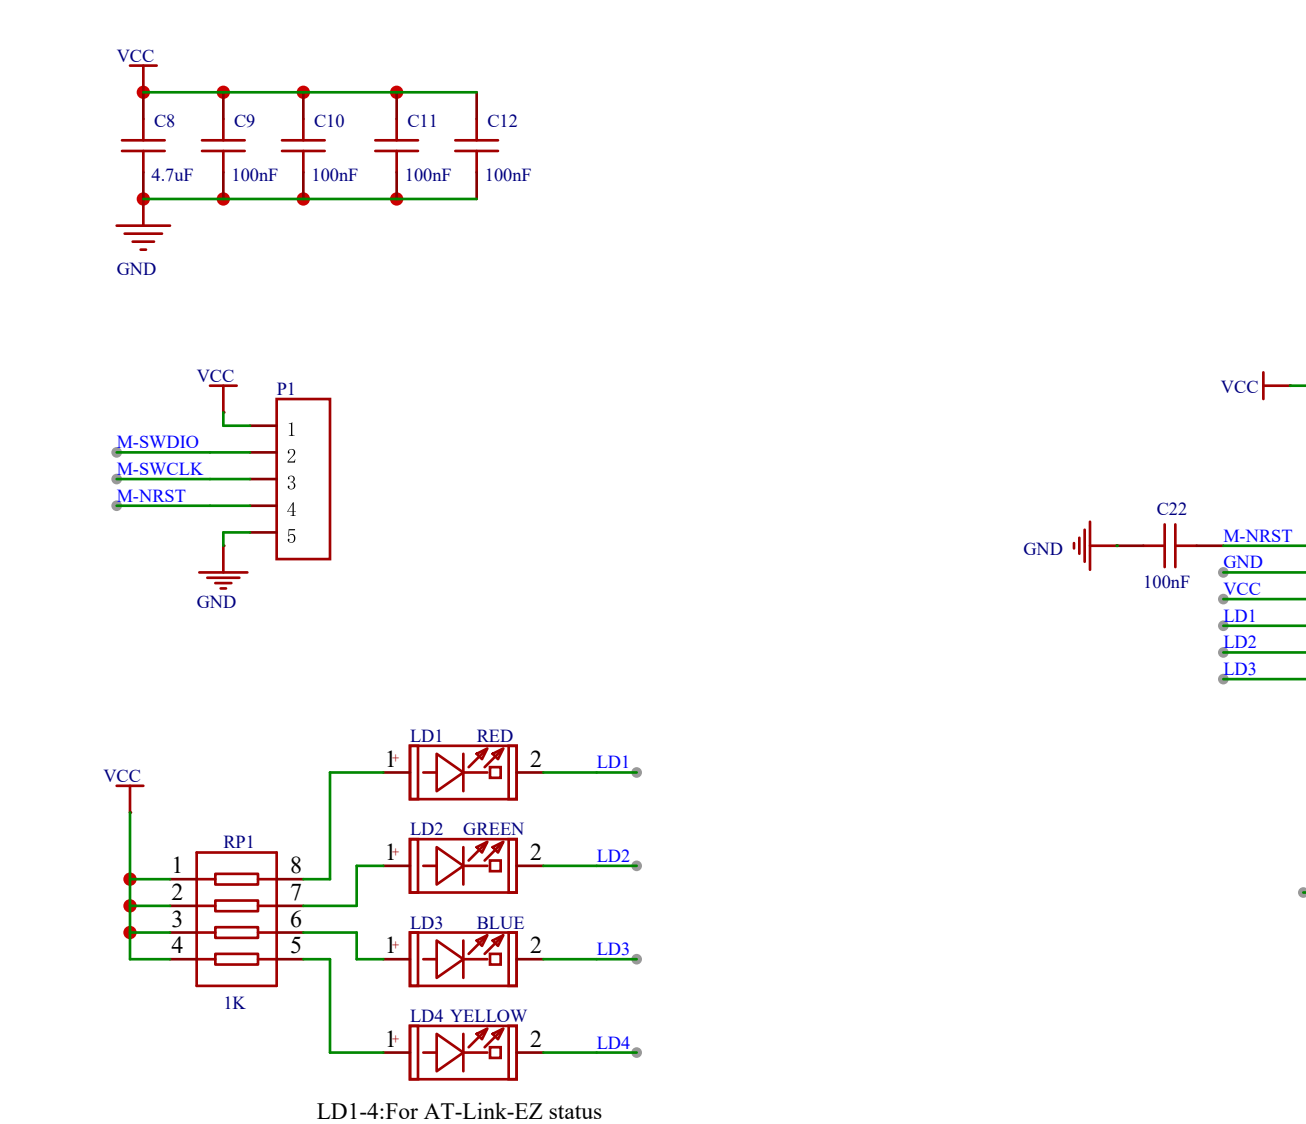 VCC
C8 C9 C10 C11 C12
4.7uF 100nF 100nF 100nF 100nF
GND
VCC
P1
1
M-SWDIO 2
M-SWCLK 3
M-NRST 4
5
GND
VCC
C22
GND
100nF
M-NRST
GND
VCC
LD1
LD2
LD3
VCC
RP1
1 8
2 7
3 6
4 5
1K
LD1 RED
1+ 2 LD1
LD2 GREEN
1+ 2 LD2
LD3 BLUE
1+ 2 LD3
LD4 YELLOW
1+ 2 LD4
LD1-4:For AT-Link-EZ status